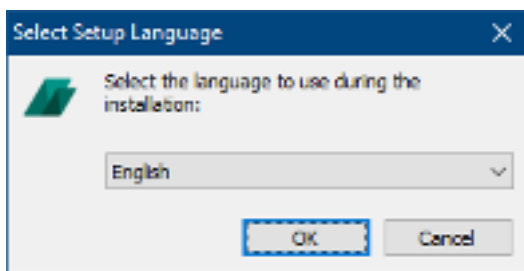 Select Setup Language
Select the language to use during the
installation:
English
OK
Cancel